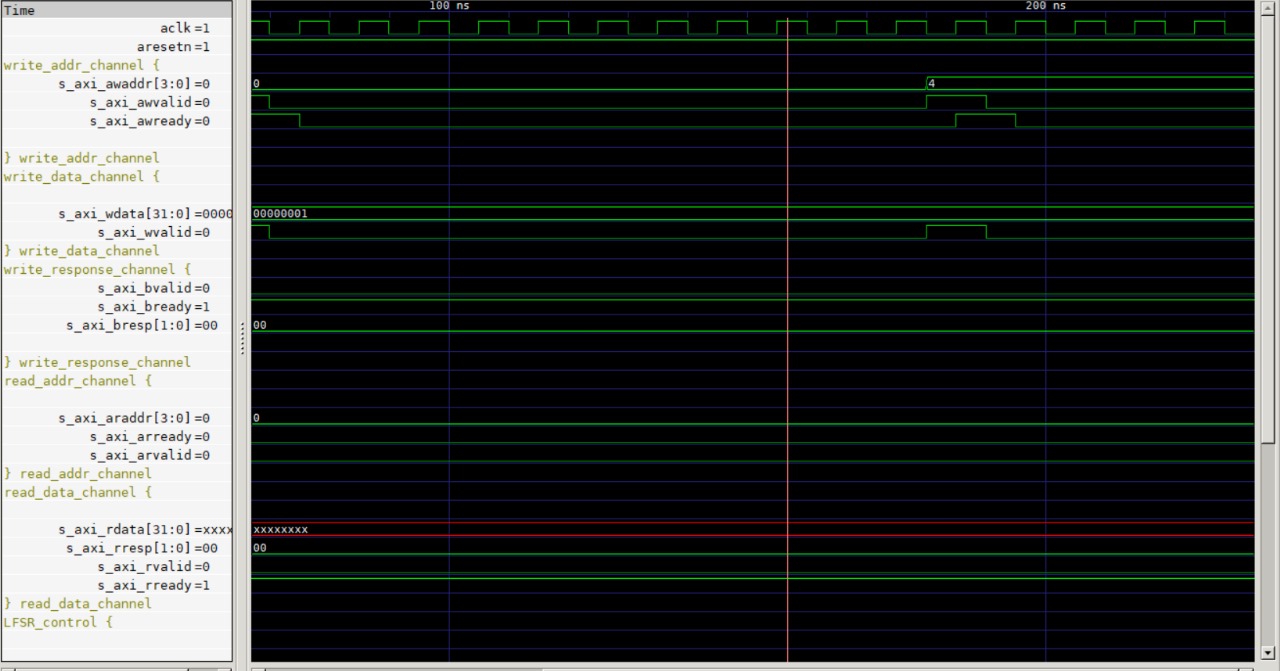 Time
100 ns 200 ns
aclk =1
aresetn =1
write_addr_channel {
s_axi_awaddr[3:0] =0 0 4
s_axi_awvalid =0
s_axi_awready =0
} write_addr_channel
write_data_channel {
s_axi_wdata[31:0] =0000 00000001
s_axi_wvalid =0
} write_data_channel
write_response_channel {
s_axi_bvalid =0
s_axi_bready =1
s_axi_bresp[1:0] =00 00
} write_response_channel
read_addr_channel {
s_axi_araddr[3:0] =0 0
s_axi_arready =0
s_axi_arvalid =0
} read_addr_channel
read_data_channel {
s_axi_rdata[31:0] =xxxx xxxxxxxx
s_axi_rresp[1:0] =00 00
s_axi_rvalid =0
s_axi_rready =1
} read_data_channel
LFSR_control {